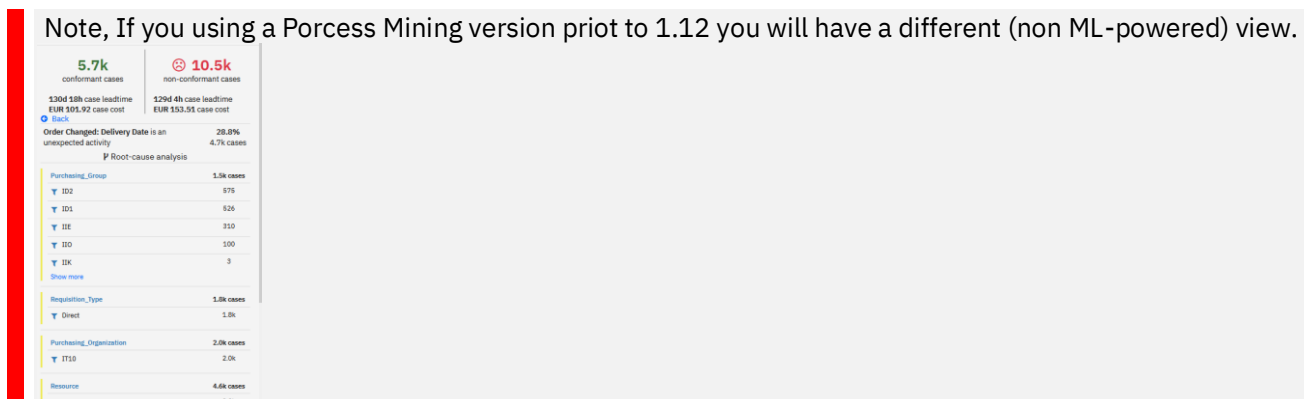 Note, If you using a Porcess Mining version priot to 1.12 you will have a different (non ML-powered) view.
5.7k 10.5k
conformant cases non-conformant cases
130d 18h case leadtime 129d 4h case leadtime
EUR 101.92 case cost EUR 153.51 case cost
Back
Order Changed: Delivery Date is an 28.8%
unexpected activity 4.7k cases
Root-cause analysis
Purchasing_Group 1.5k cases
ID2 575
ID1 526
IIE 310
IIO 100
IIK 3
Show more
Requisition_Type 1.8k cases
Direct 1.8k
Purchasing_Organization 2.0k cases
IT10 2.0k
Resource 4.6k cases